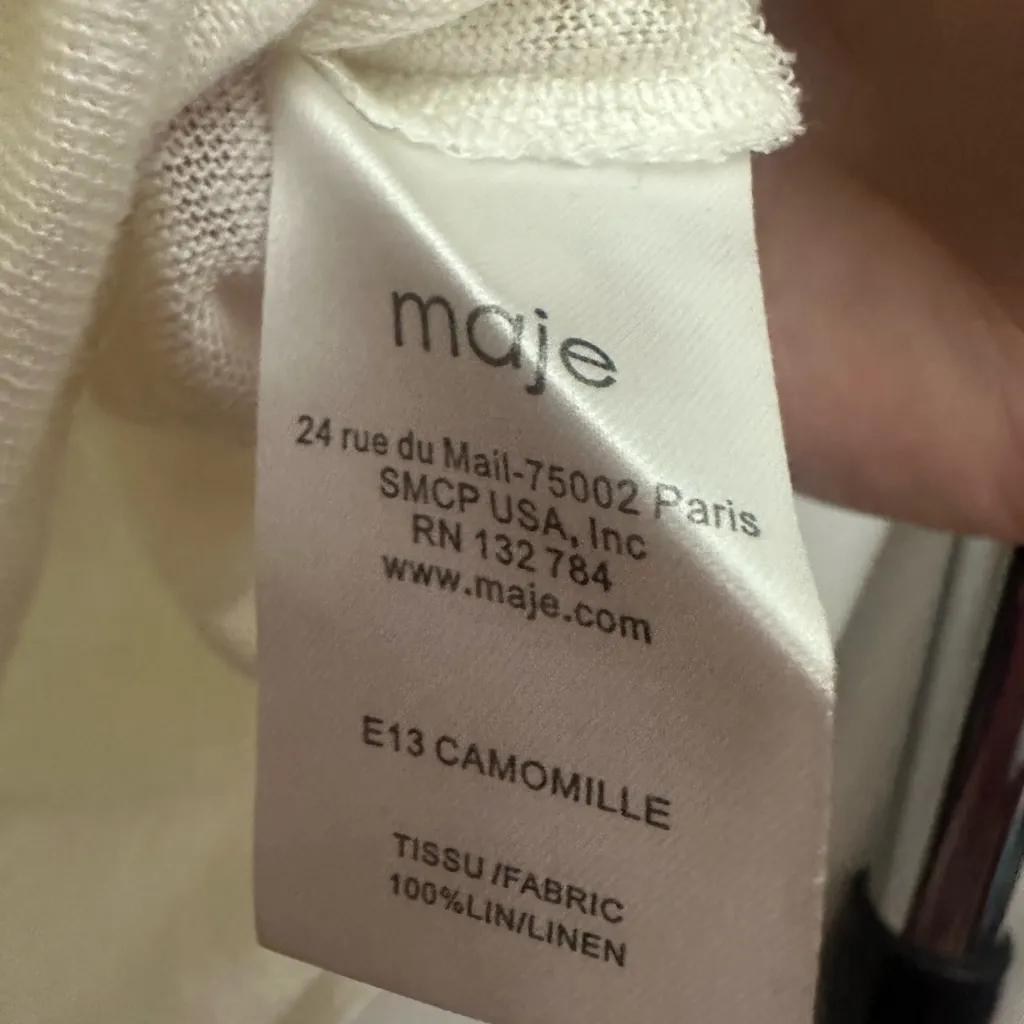 maje
24 rue du Mail-75002 Paris
SMCP USA, Inc
RN 132 784
www.maje.com
E13 CAMOMILLE
TISSU /FABRIC
100%LIN/LINEN